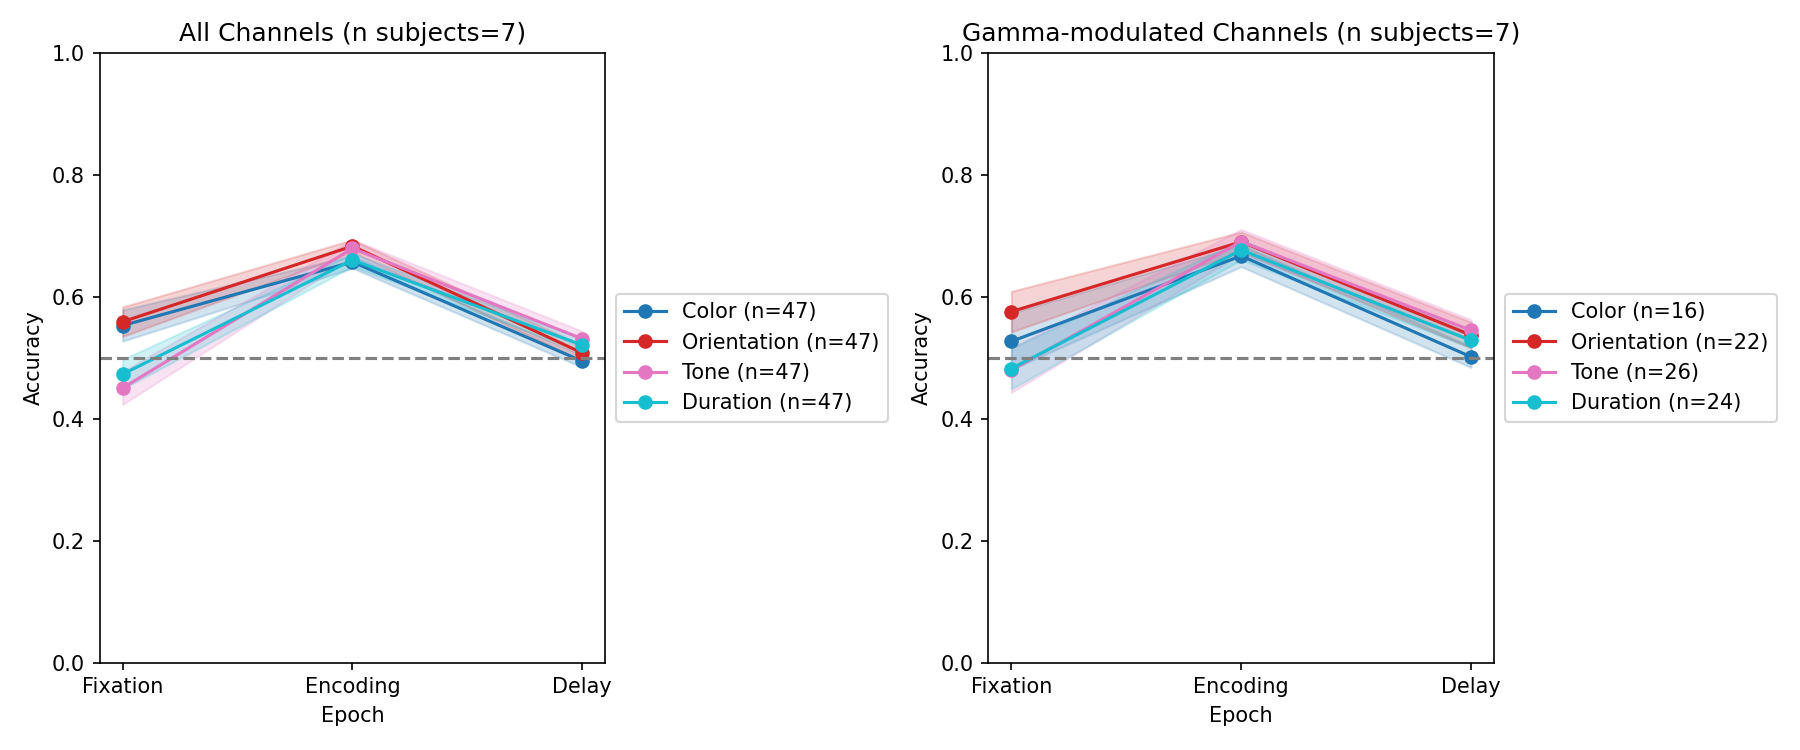 All Channels (n subjects=7)
1.0
0.8
0.6
0.4
0.2
0.0
Accuracy
Fixation
Encoding
Delay
Epoch
Color (n=47)
Orientation (n=47)
Tone (n=47)
Duration (n=47)
Gamma-modulated Channels (n subjects=7)
1.0
0.8
0.6
0.4
0.2
0.0
Accuracy
Fixation
Encoding
Delay
Epoch
Color (n=16)
Orientation (n=22)
Tone (n=26)
Duration (n=24)